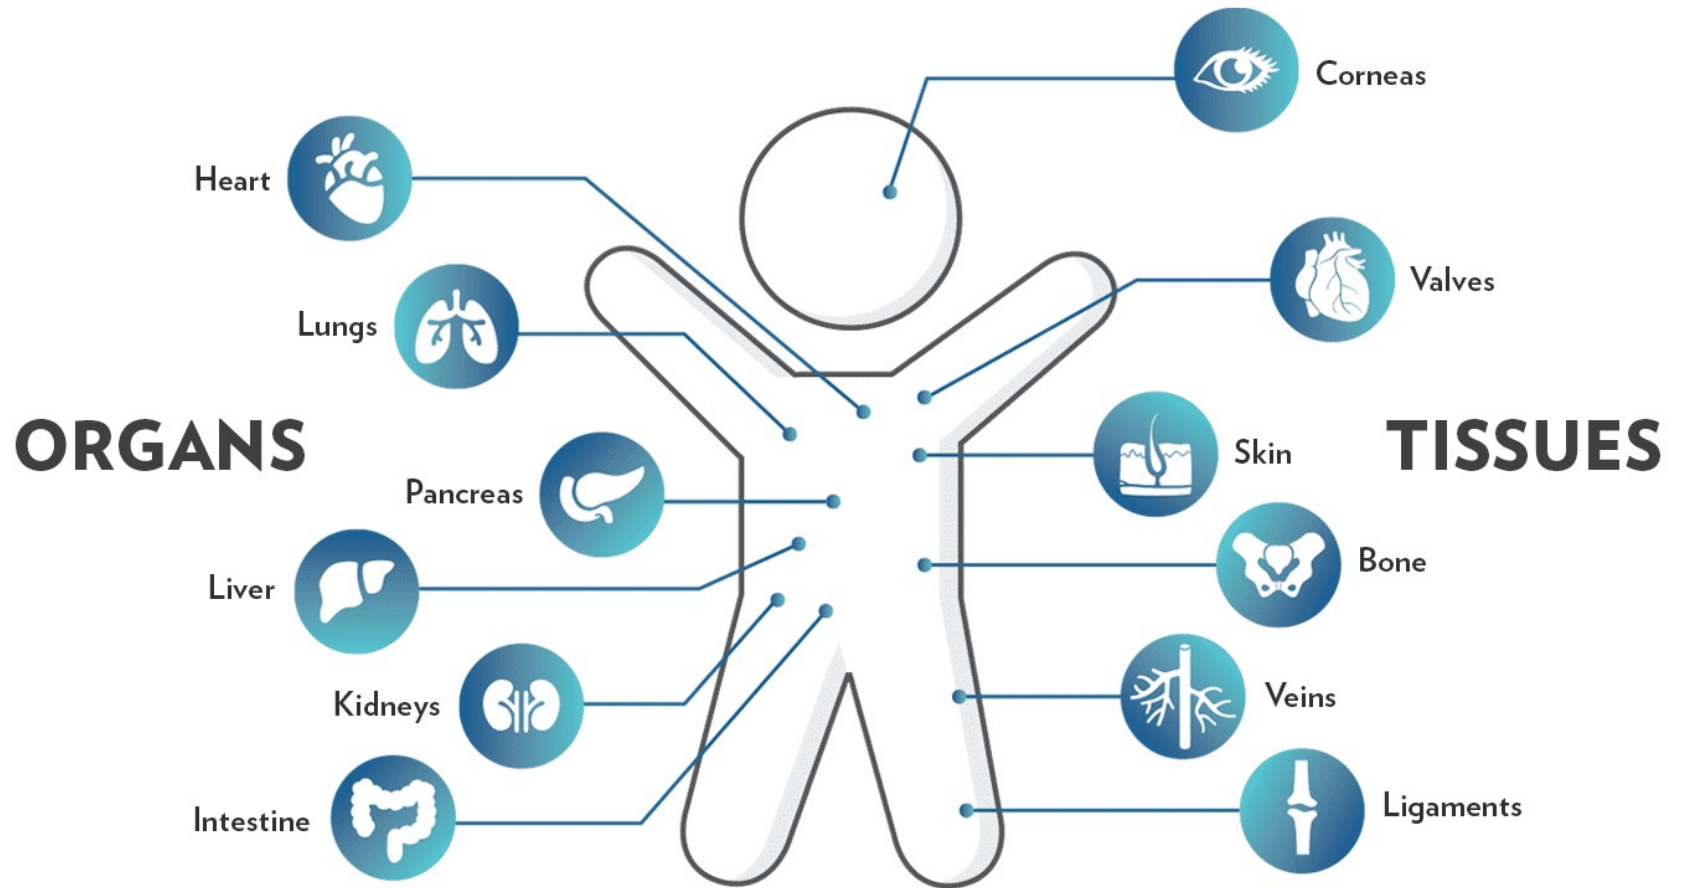 ORGANS
Heart
Lungs
Pancreas
Liver
Kidneys
Intestine
TISSUES
Corneas
Valves
Skin
Bone
Veins
Ligaments